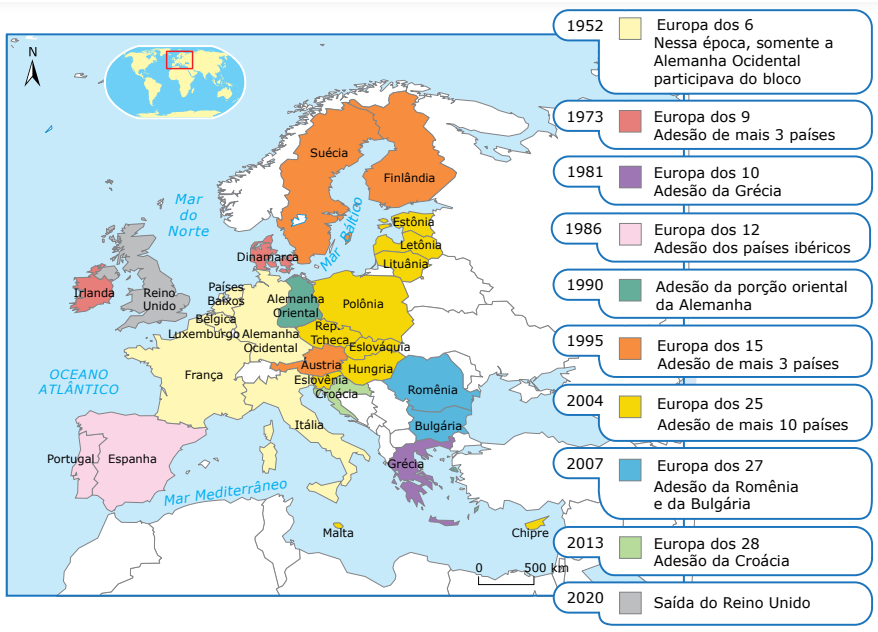 N
Mar
do
Norte
Mar Báltico
OCEANO
ATLÂNTICO
Mar Mediterrâneo
Suécia
Finlândia
Estônia
Letônia
Lituânia
Dinamarca
Irlanda
Reino
Unido
Países
Baixos
Bélgica
Luxemburgo
Alemanha
Oriental
Alemanha
Ocidental
Polônia
Rep.
Tcheca
Eslováquia
Áustria
Hungria
Eslovênia
Croácia
França
Itália
Romênia
Bulgária
Grécia
Portugal
Espanha
Malta
Chipre
0 500 km
1952
Europa dos 6
Nessa época, somente a
Alemanha Ocidental
participava do bloco
1973
Europa dos 9
Adesão de mais 3 países
1981
Europa dos 10
Adesão da Grécia
1986
Europa dos 12
Adesão dos países ibéricos
1990
Adesão da porção oriental
da Alemanha
1995
Europa dos 15
Adesão de mais 3 países
2004
Europa dos 25
Adesão de mais 10 países
2007
Europa dos 27
Adesão da Romênia
e da Bulgária
2013
Europa dos 28
Adesão da Croácia
2020
Saída do Reino Unido